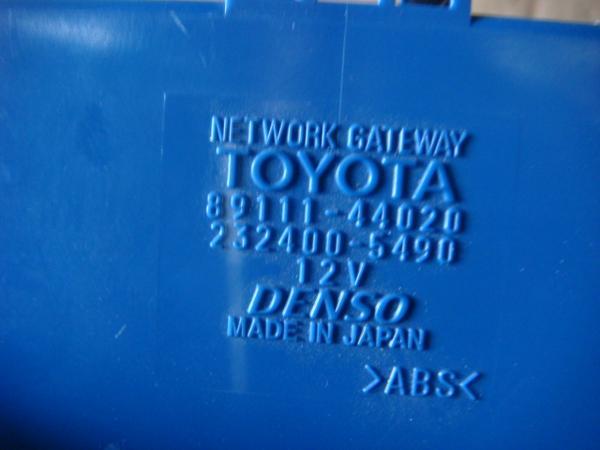 NETWORK GATEWAY
TOYOTA
89111-44020
232400-5490
12V
DENSO
MADE IN JAPAN
>ABS<